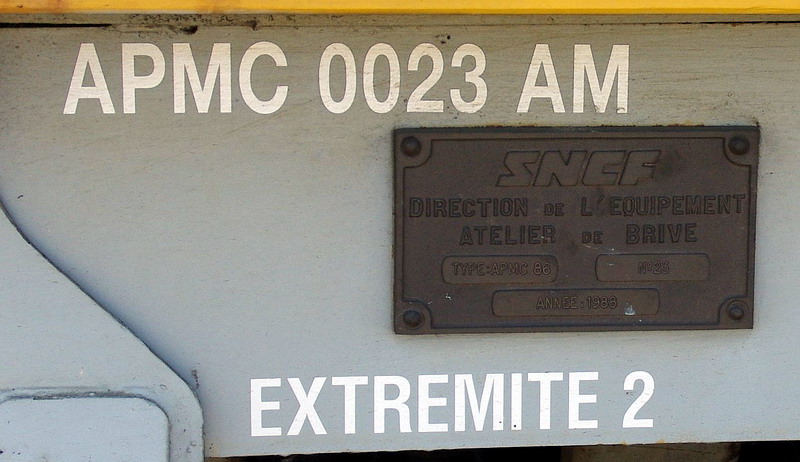 APMC 0023 AM
SNCF
DIRECTION DE L'EQUIPEMENT
ATELIER DE BRIVE
TYPE:APMC 86
N°23
ANNEE:1988
EXTREMITE 2